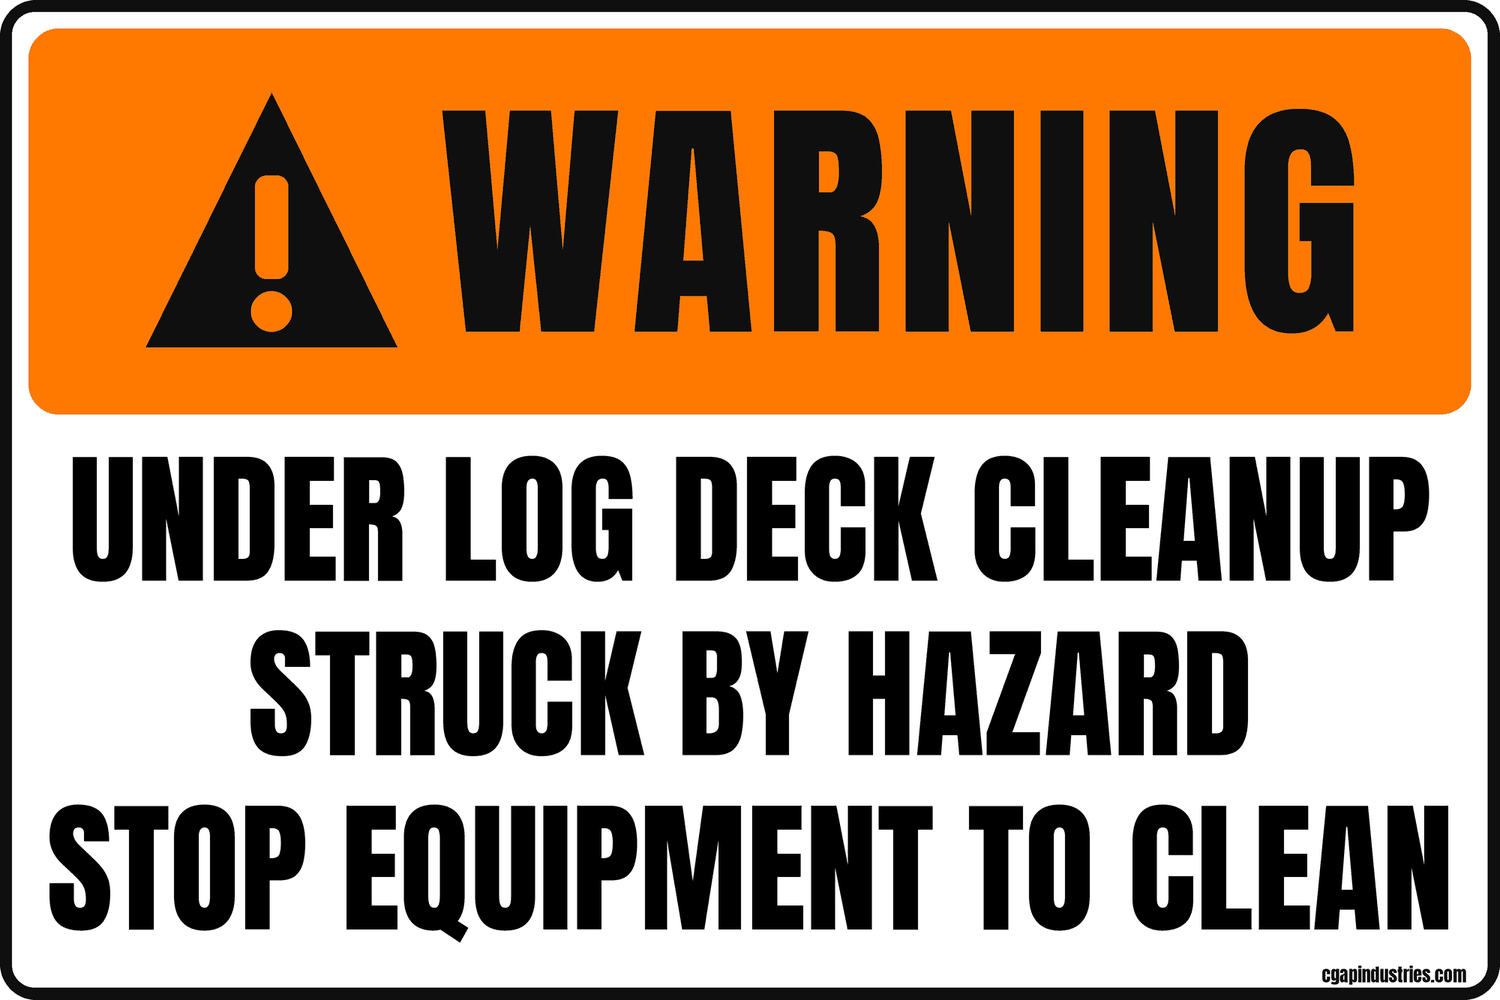 WARNING
UNDER LOG DECK CLEANUP
STRUCK BY HAZARD
STOP EQUIPMENT TO CLEAN
cgapindustries.com